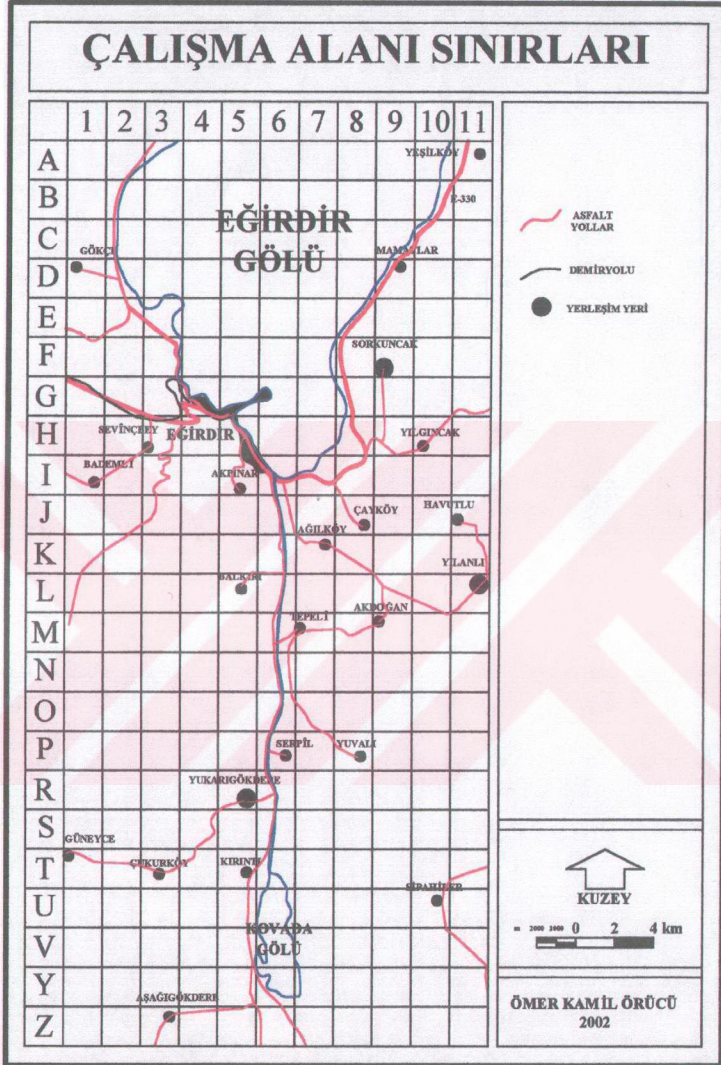 ÇALIŞMA ALANI SINIRLARI
1 2 3 4 5 6 7 8 9 10 11
A
B
C
D
E
F
G
H
I
J
K
L
M
N
O
P
R
S
T
U
V
Y
Z
YEŞİLKÖY
E-330
EĞİRDİR
GÖLÜ
GÖKÇE
MAMATLAR
SORKUNCAK
SEVİNÇBEY
EĞİRDİR
YILGINCAK
BADEMLİ
AKPINAR
ÇAYKÖY
HAVUTLU
AĞILKÖY
YILANLI
BALKIRI
AKDOĞAN
TEPELİ
SERPİL
YUVALI
YUKARIGÖKDERE
GÜNEYCE
ÇUKURKÖY
KIRINTI
SİPAHİLER
KOVADA
GÖLÜ
AŞAĞIGÖKDERE
ASFALT
YOLLAR
DEMİRYOLU
YERLEŞİM YERİ
KUZEY
m 2000 1000 0 2 4 km
ÖMER KAMİL ÖRÜCÜ
2002